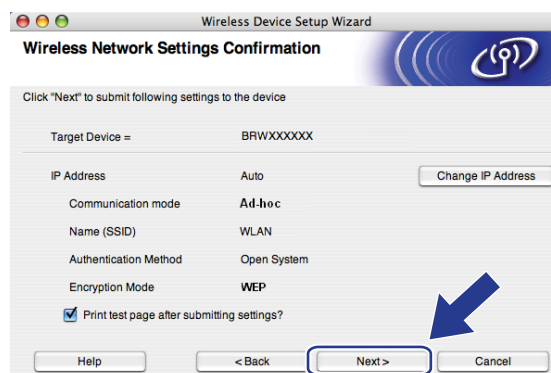 Wireless Device Setup Wizard
Wireless Network Settings Confirmation
Click "Next" to submit following settings to the device
Target Device = BRWXXXXXX
IP Address Auto Change IP Address
Communication mode Ad-hoc
Name (SSID) WLAN
Authentication Method Open System
Encryption Mode WEP
Print test page after submitting settings?
Help < Back Next > Cancel